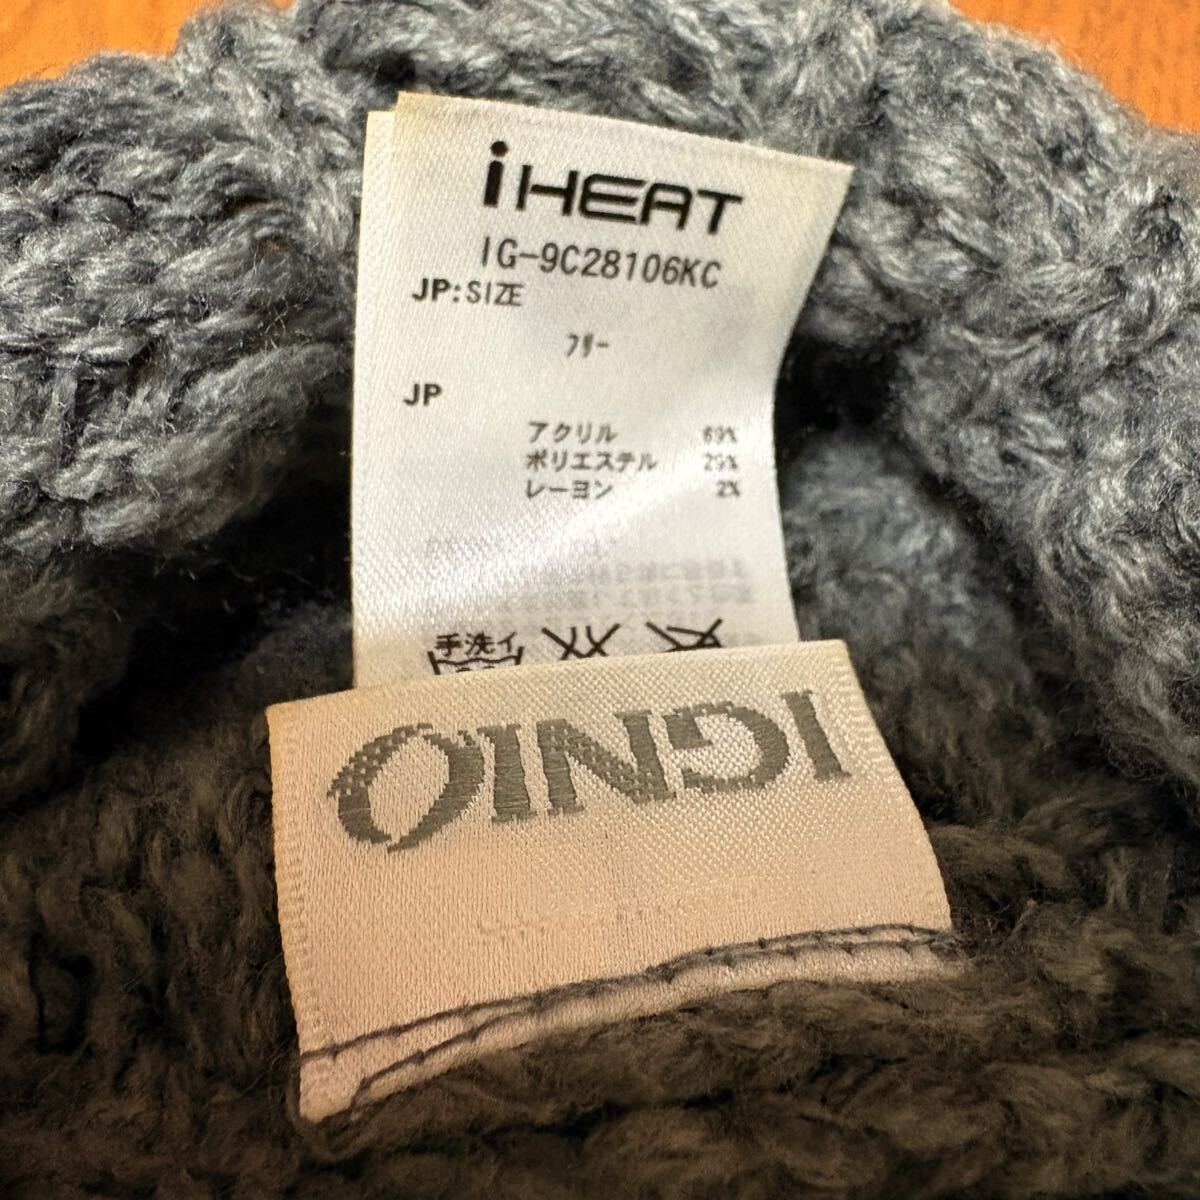 iHEAT
IG-9C28106KC
JP:SIZE
フリー
JP
アクリル 69%
ポリエステル 29%
レーヨン 2%
手洗イ
IGNIO